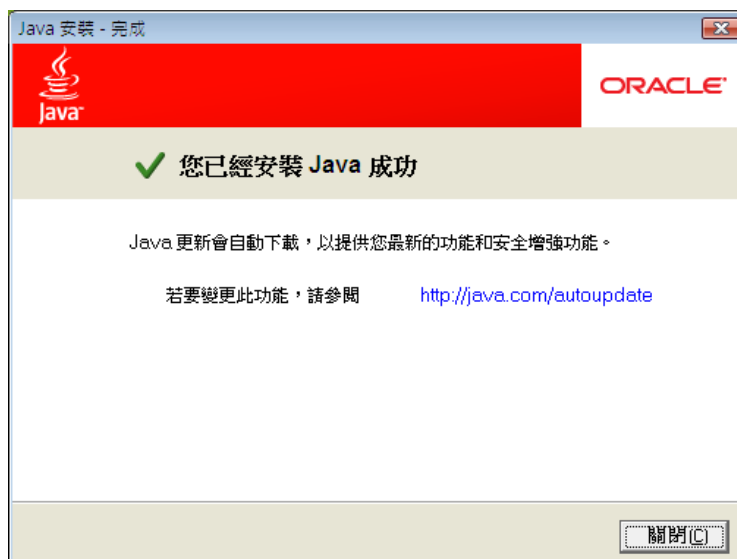 Java 安裝 - 完成
Java
ORACLE
您已經安裝 Java 成功
Java 更新會自動下載，以提供您最新的功能和安全增強功能。
若要變更此功能，請參閱 http://java.com/autoupdate
關閉(C)